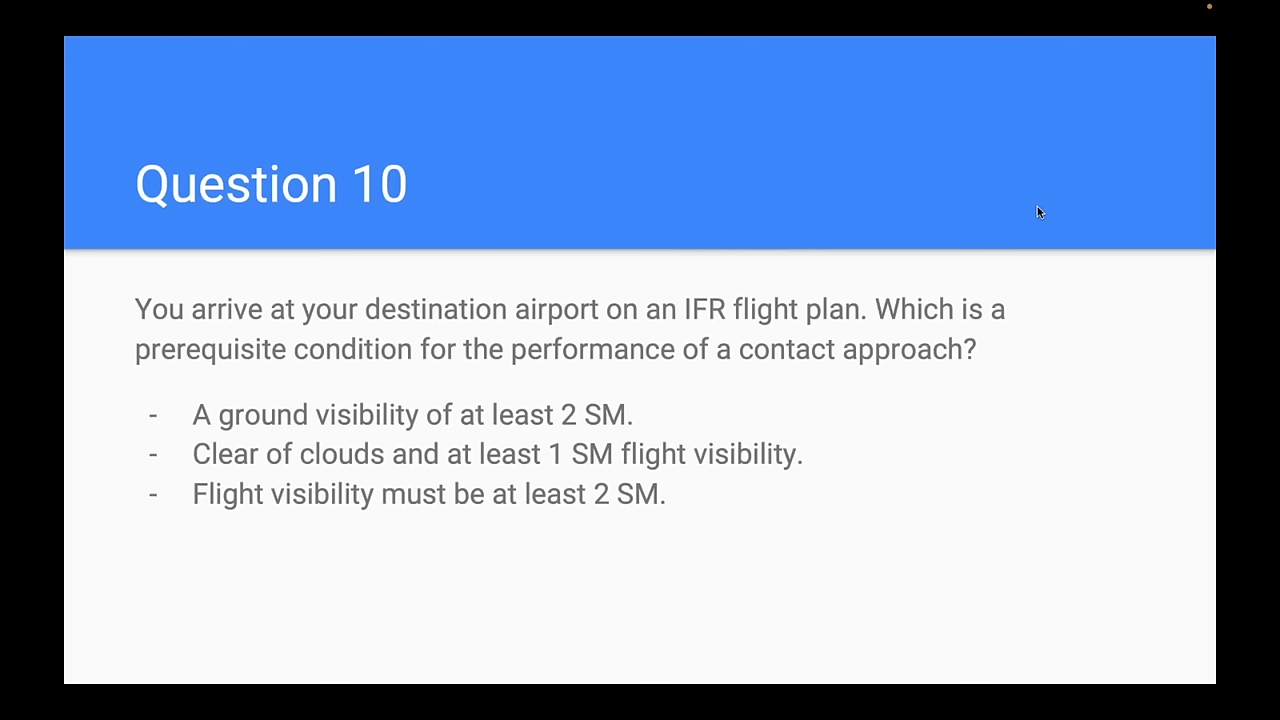 Question 10
You arrive at your destination airport on an IFR flight plan. Which is a
prerequisite condition for the performance of a contact approach?
- A ground visibility of at least 2 SM.
- Clear of clouds and at least 1 SM flight visibility.
- Flight visibility must be at least 2 SM.